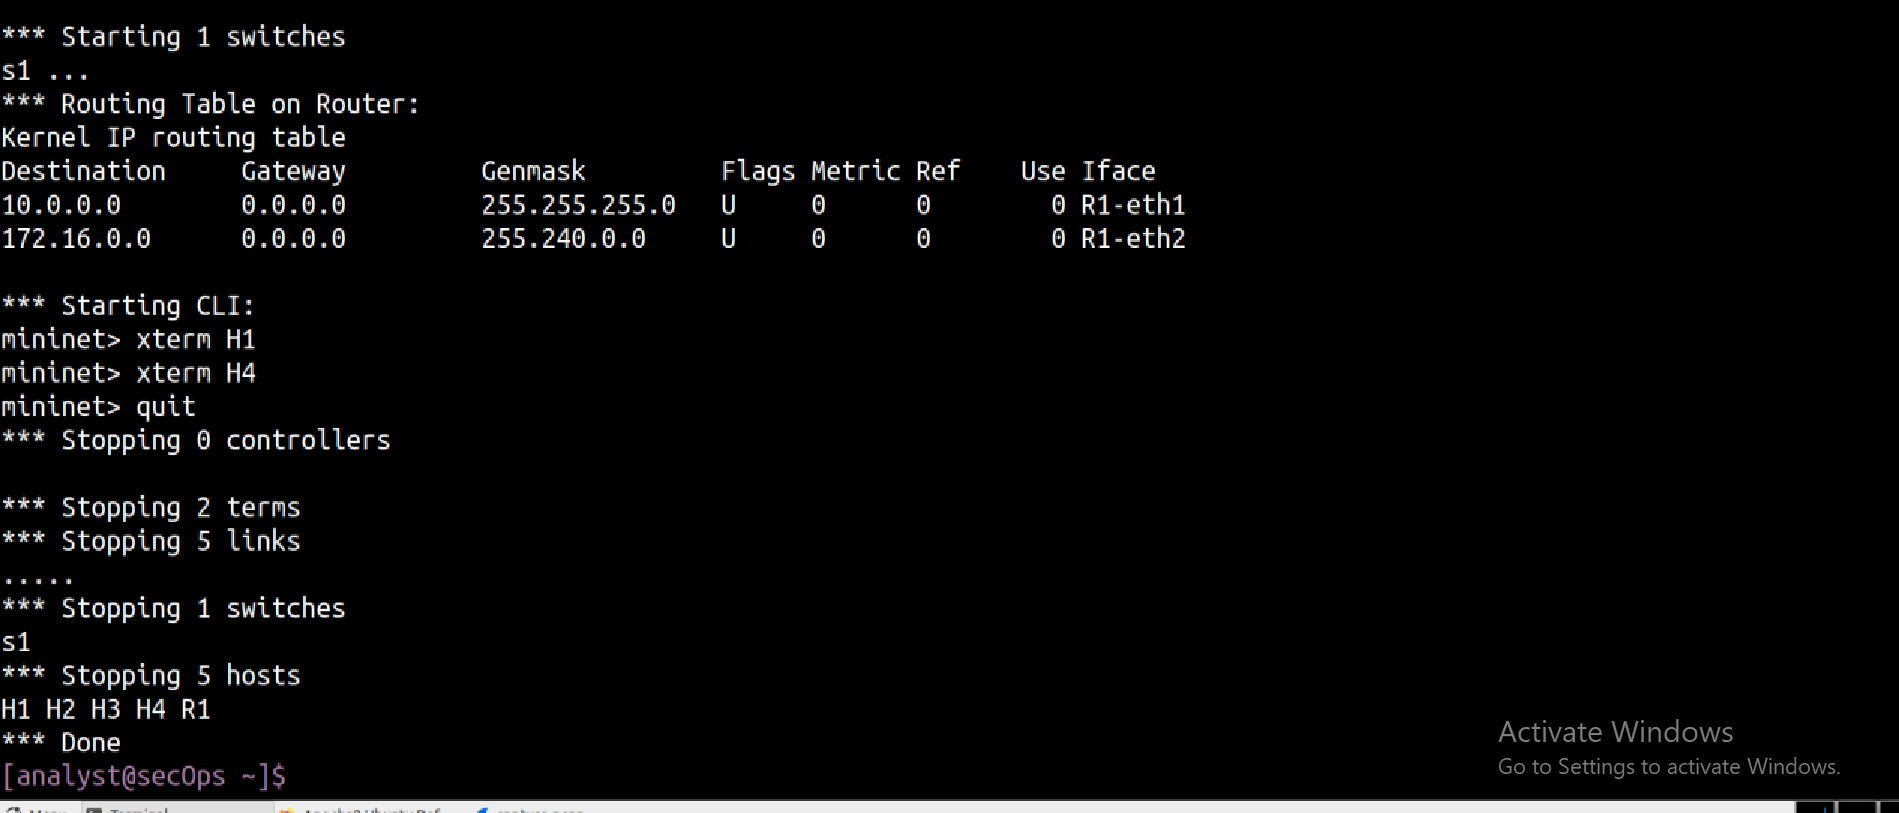 *** Starting 1 switches
s1 ...
*** Routing Table on Router:
Kernel IP routing table
Destination     Gateway         Genmask         Flags Metric Ref    Use Iface
10.0.0.0        0.0.0.0         255.255.255.0   U     0      0        0 R1-eth1
172.16.0.0      0.0.0.0         255.240.0.0     U     0      0        0 R1-eth2
*** Starting CLI:
mininet> xterm H1
mininet> xterm H4
mininet> quit
*** Stopping 0 controllers
*** Stopping 2 terms
*** Stopping 5 links
.....
*** Stopping 1 switches
s1
*** Stopping 5 hosts
H1 H2 H3 H4 R1
*** Done
[analyst@secOps ~]$
Activate Windows
Go to Settings to activate Windows.